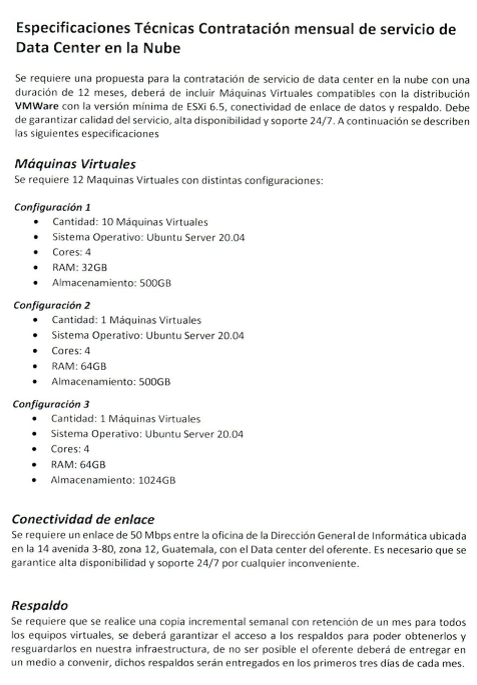 Especificaciones Técnicas Contratación mensual de servicio de
Data Center en la Nube
Se requiere una propuesta para la contratación de servicio de data center en la nube con una
duración de 12 meses, deberá de incluir Máquinas Virtuales compatibles con la distribución
VMWare con la versión mínima de ESXi 6.5, conectividad de enlace de datos y respaldo. Debe
de garantizar calidad del servicio, alta disponibilidad y soporte 24/7. A continuación se describen
las siguientes especificaciones
Máquinas Virtuales
Se requiere 12 Maquinas Virtuales con distintas configuraciones:
Configuración 1
• Cantidad: 10 Máquinas Virtuales
• Sistema Operativo: Ubuntu Server 20.04
• Cores: 4
• RAM: 32GB
• Almacenamiento: 500GB
Configuración 2
• Cantidad: 1 Máquinas Virtuales
• Sistema Operativo: Ubuntu Server 20.04
• Cores: 4
• RAM: 64GB
• Almacenamiento: 500GB
Configuración 3
• Cantidad: 1 Máquinas Virtuales
• Sistema Operativo: Ubuntu Server 20.04
• Cores: 4
• RAM: 64GB
• Almacenamiento: 1024GB
Conectividad de enlace
Se requiere un enlace de 50 Mbps entre la oficina de la Dirección General de Informática ubicada
en la 14 avenida 3-80, zona 12, Guatemala, con el Data center del oferente. Es necesario que se
garantice alta disponibilidad y soporte 24/7 por cualquier inconveniente.
Respaldo
Se requiere que se realice una copia incremental semanal con retención de un mes para todos
los equipos virtuales, se deberá garantizar el acceso a los respaldos para poder obtenerlos y
resguardarlos en nuestra infraestructura, de no ser posible el oferente deberá de entregar en
un medio a convenir, dichos respaldos serán entregados en los primeros tres días de cada mes.